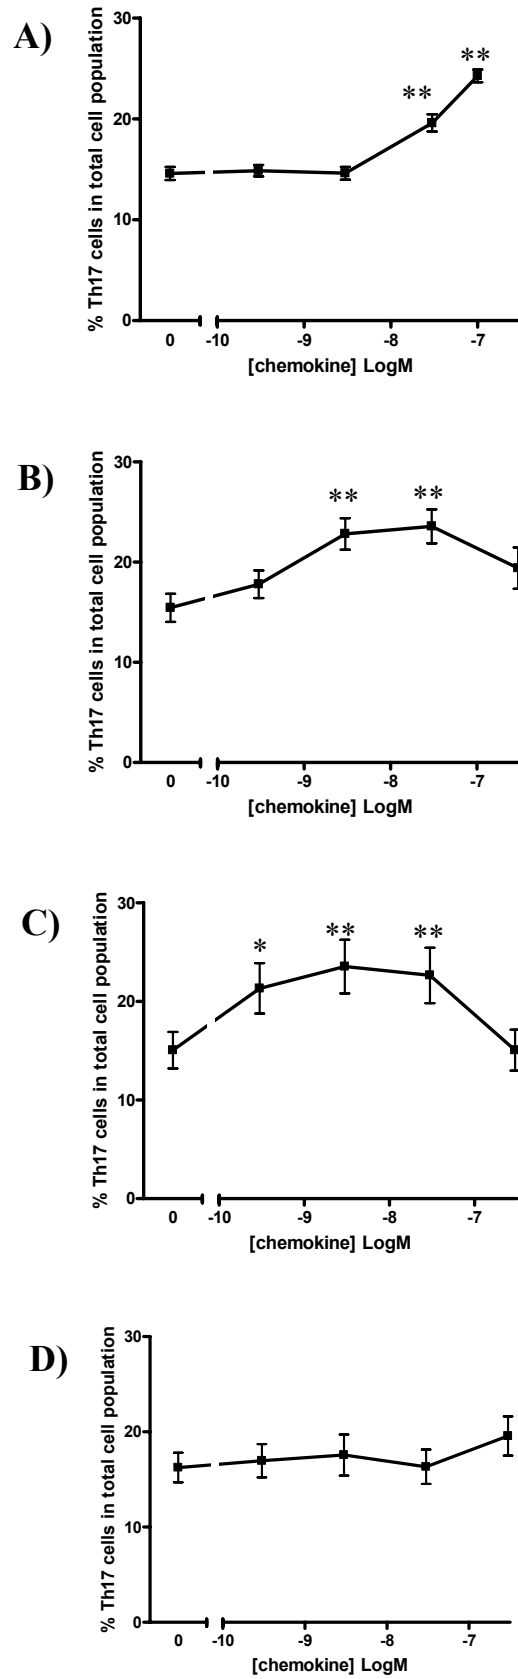 A)
% Th17 cells in total cell population
30
20
10
0
**
**
0 -10 -9 -8 -7
[chemokine] LogM
B)
% Th17 cells in total cell population
30
20
10
0
**
**
0 -10 -9 -8 -7
[chemokine] LogM
C)
% Th17 cells in total cell population
30
20
10
0
*
**
**
0 -10 -9 -8 -7
[chemokine] LogM
D)
% Th17 cells in total cell population
30
20
10
0
0 -10 -9 -8 -7
[chemokine] LogM